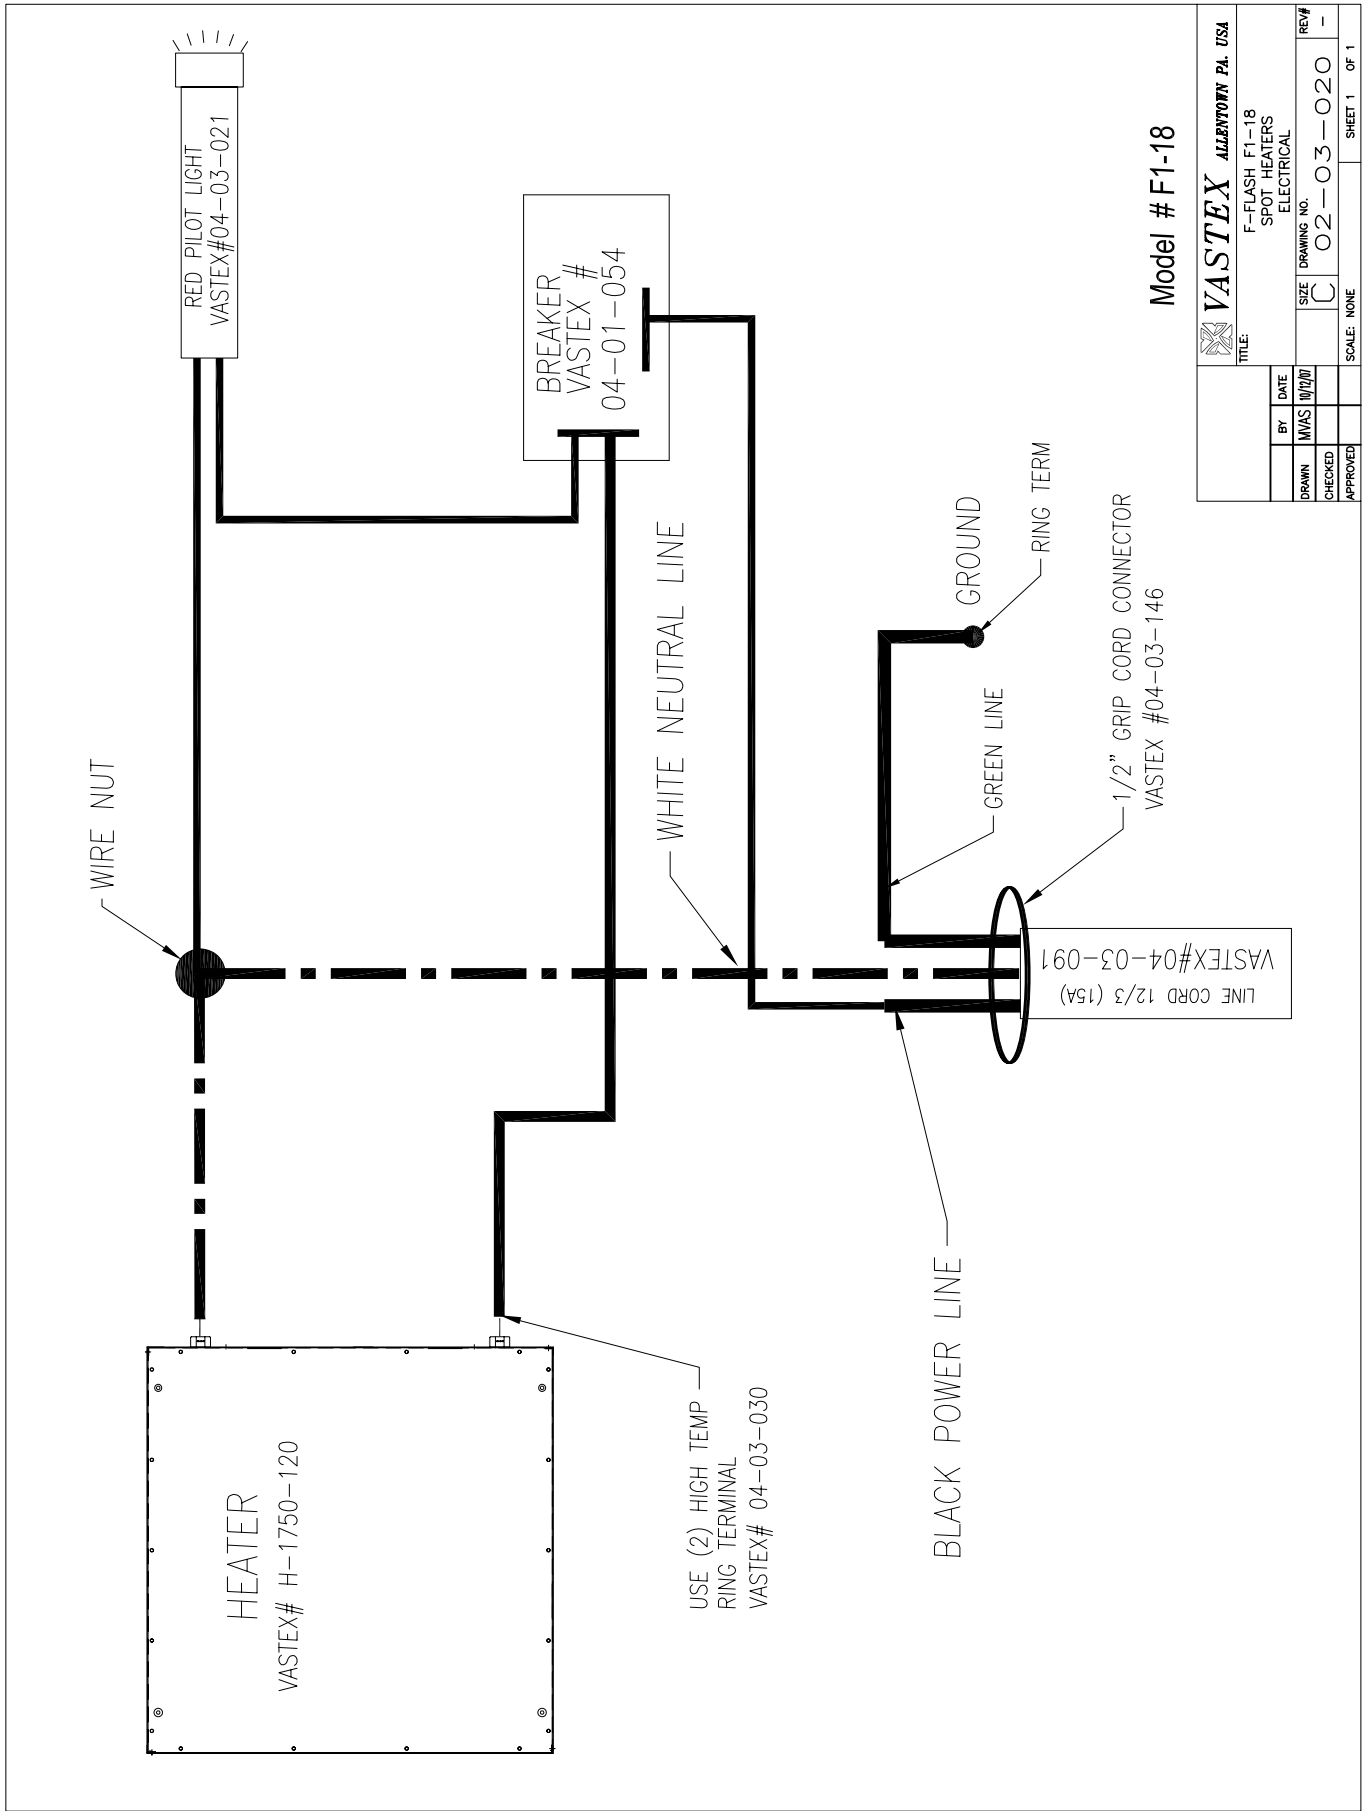 RED PILOT LIGHT
VASTEX#04-03-021
WIRE NUT
HEATER
VASTEX# H-1750-120
BREAKER
VASTEX #
04-01-054
WHITE NEUTRAL LINE
USE (2) HIGH TEMP
RING TERMINAL
VASTEX# 04-03-030
BLACK POWER LINE
GROUND
RING TERM
GREEN LINE
1/2" GRIP CORD CONNECTOR
VASTEX #04-03-146
LINE CORD 12/3 (15A)
VASTEX#04-03-091
Model # F1-18
VASTEX ALLENTOWN PA. USA
TITLE:
F-FLASH F1-18
SPOT HEATERS
ELECTRICAL
BY DATE
DRAWN MVAS 10/12/07
CHECKED
APPROVED
SIZE C
DRAWING NO. 02-03-020
REV# -
SCALE: NONE
SHEET 1 OF 1